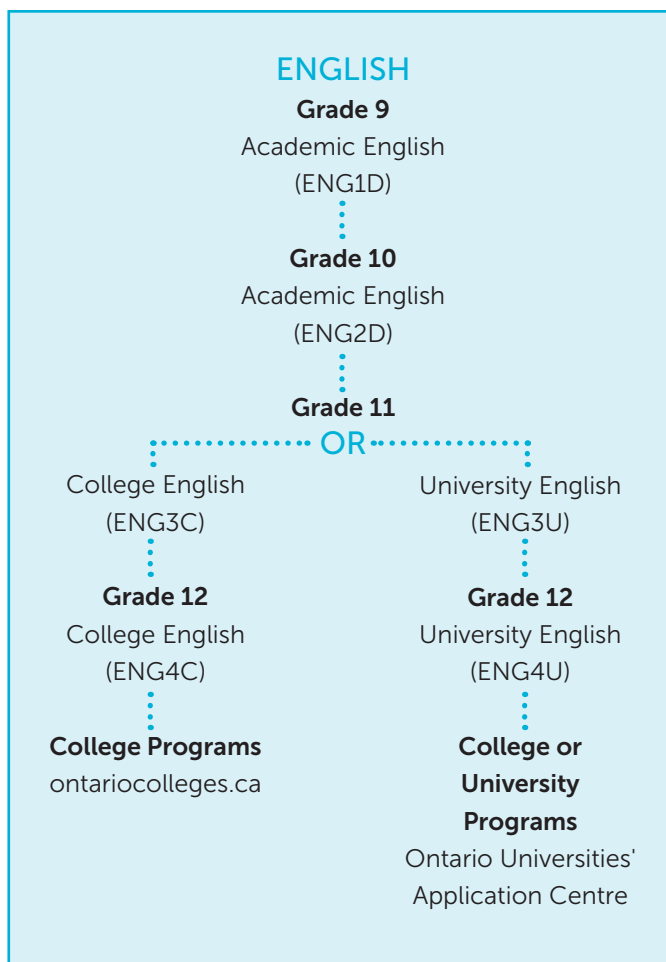 ENGLISH
Grade 9
Academic English
(ENG1D)
Grade 10
Academic English
(ENG2D)
Grade 11
OR
College English
(ENG3C)
Grade 12
College English
(ENG4C)
College Programs
ontariocolleges.ca
University English
(ENG3U)
Grade 12
University English
(ENG4U)
College or
University
Programs
Ontario Universities'
Application Centre